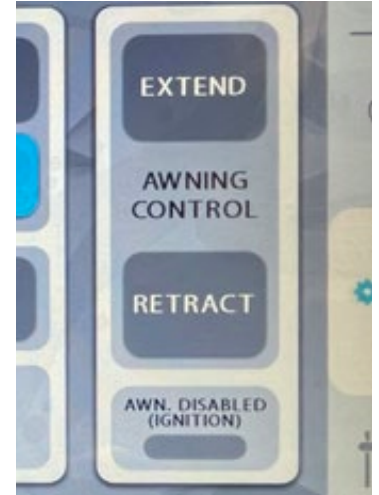 EXTEND
AWNING
CONTROL
RETRACT
AWN. DISABLED
(IGNITION)